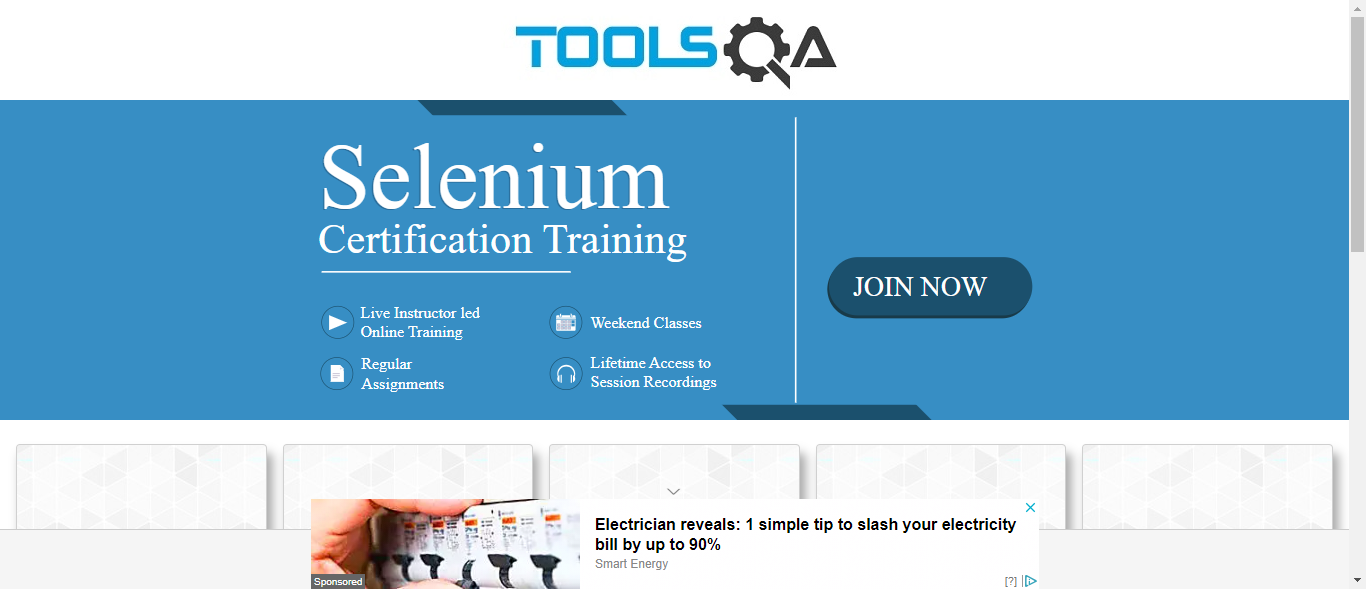 TOOLSQA
Selenium
Certification Training
Live Instructor led
Online Training
Weekend Classes
Regular
Assignments
Lifetime Access to
Session Recordings
JOIN NOW
Electrician reveals: 1 simple tip to slash your electricity
bill by up to 90%
Smart Energy
Sponsored
[?]